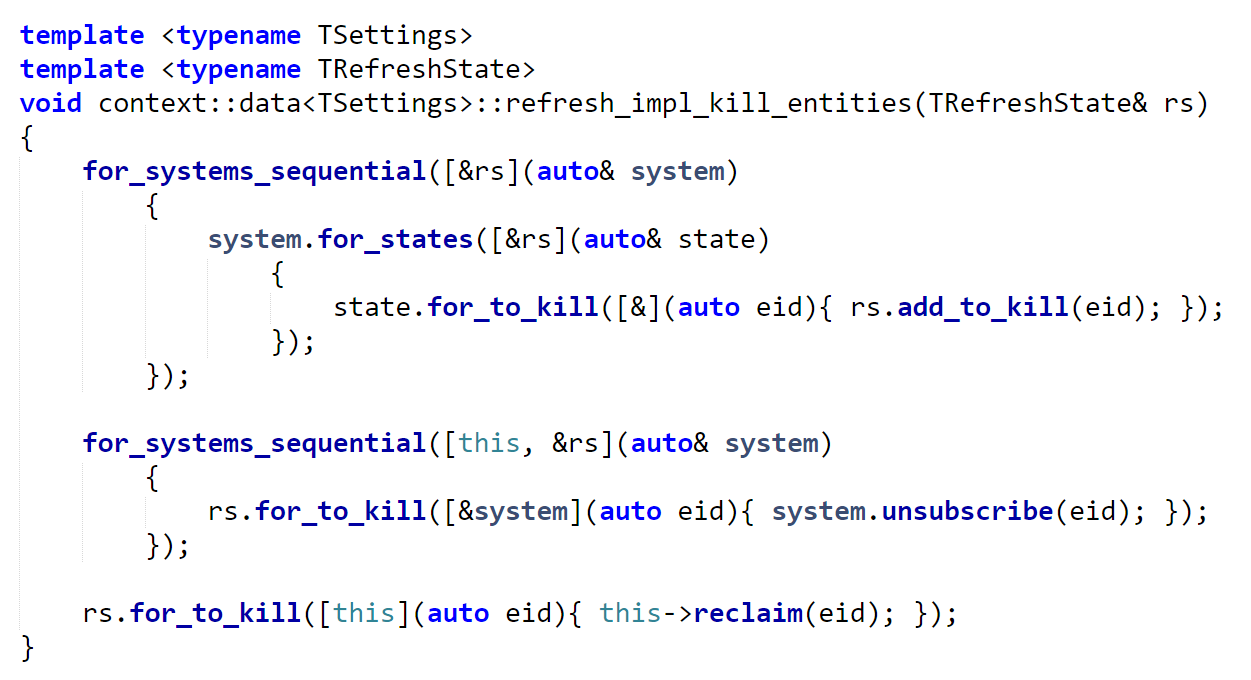 template <typename TSettings>
template <typename TRefreshState>
void context::data<TSettings>::refresh_impl_kill_entities(TRefreshState& rs)
{
    for_systems_sequential([&rs](auto& system)
        {
            system.for_states([&rs](auto& state)
                {
                    state.for_to_kill([&](auto eid){ rs.add_to_kill(eid); });
                });
        });

    for_systems_sequential([this, &rs](auto& system)
        {
            rs.for_to_kill([&system](auto eid){ system.unsubscribe(eid); });
        });

    rs.for_to_kill([this](auto eid){ this->reclaim(eid); });
}